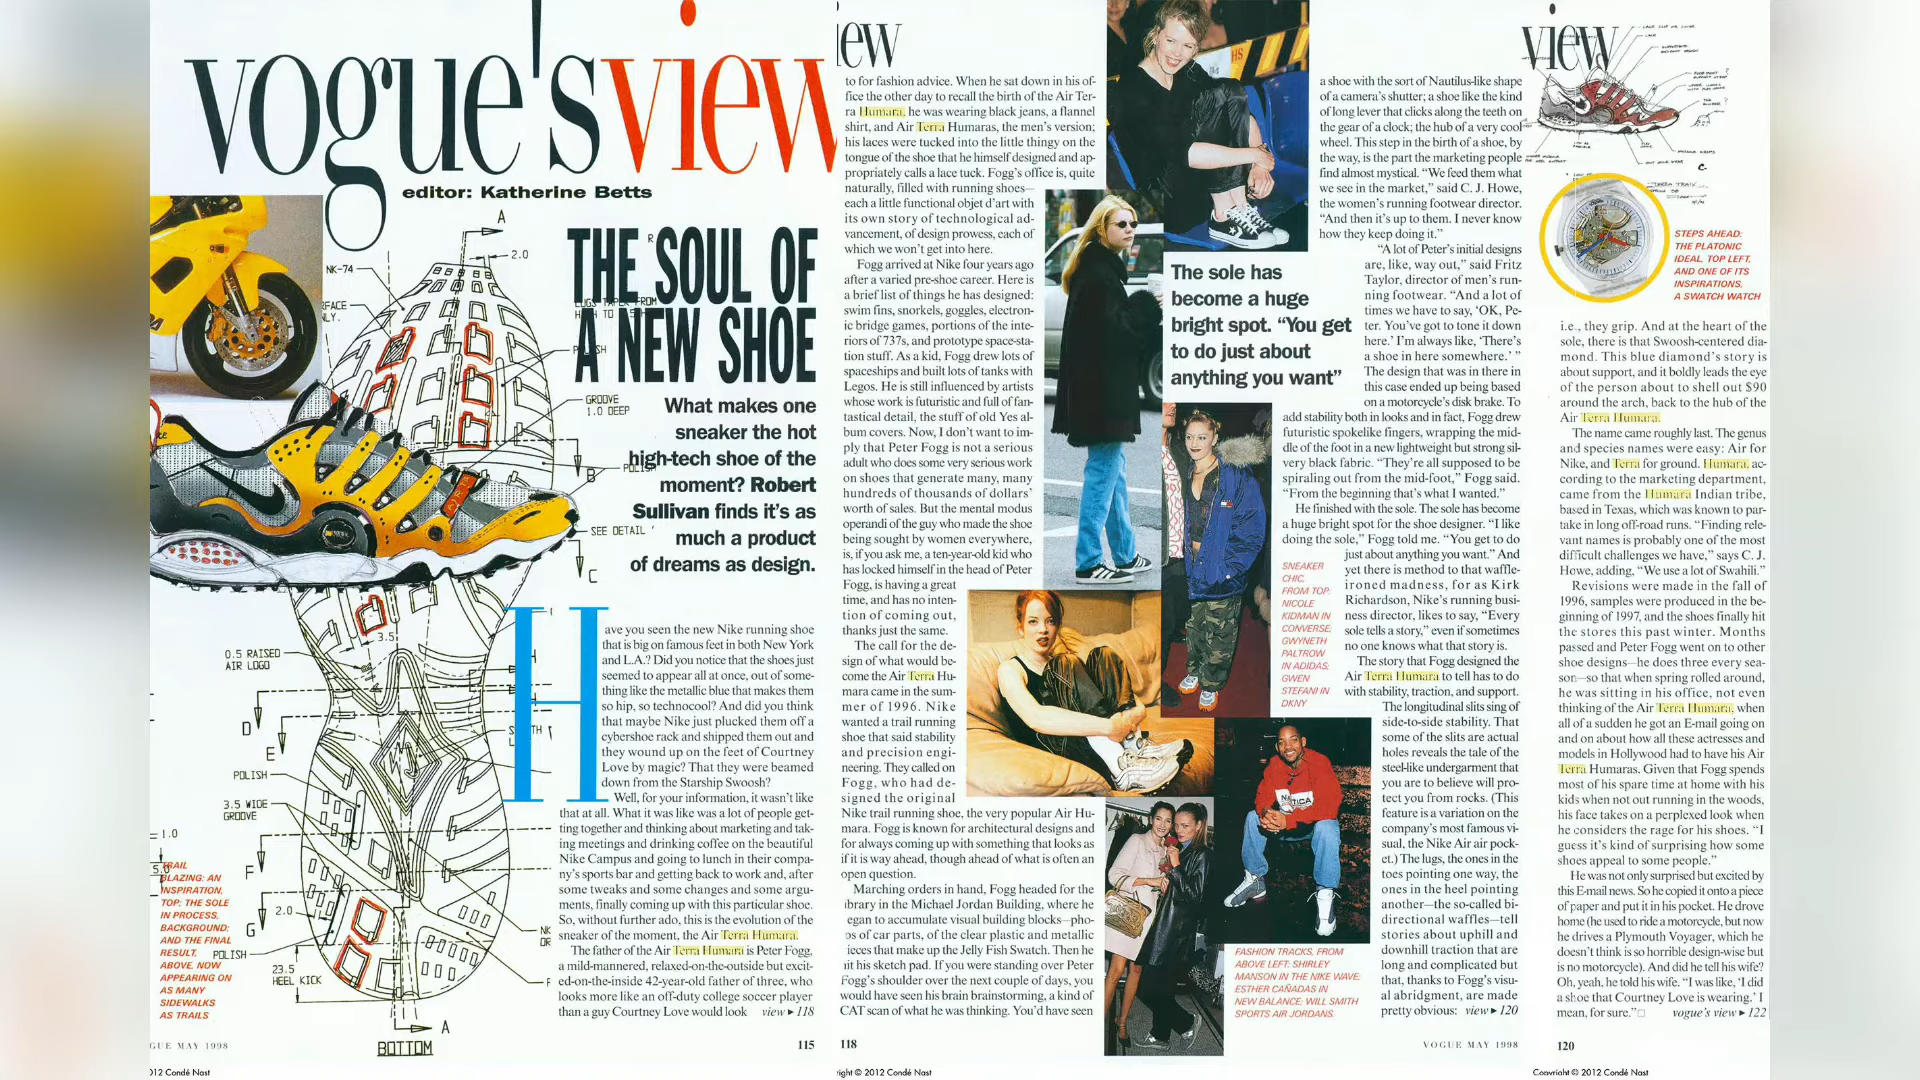 vogue's view
editor: Katherine Betts
THE SOUL OF
A NEW SHOE
What makes one
sneaker the hot
high-tech shoe of the
moment? Robert
Sullivan finds it's as
much a product
of dreams as design.
A
2.0
NK-74
POLISH
GROOVE
1.0 DEEP
B
SEE DETAIL
C
3.5
0.5 RAISED
AIR LOGO
D
E
POLISH
3.5 WIDE
GROOVE
1.0
F
2.0
G
POLISH
23.5
HEEL KICK
A
BOTTOM
TRAIL
BLAZING: AN
INSPIRATION,
TOP; THE SOLE
IN PROCESS,
BACKGROUND;
AND THE FINAL
RESULT,
ABOVE, NOW
APPEARING ON
AS MANY
SIDEWALKS
AS TRAILS
Have you seen the new Nike running shoe
that is big on famous feet in both New York
and L.A.? Did you notice that the shoes just
seemed to appear all at once, out of some-
thing like the metallic blue that makes them
so hip, so technocool? And did you think
that maybe Nike just plucked them off a
cybershoe rack and shipped them out and
they wound up on the feet of Courtney
Love by magic? That they were beamed
down from the Starship Swoosh?
Well, for your information, it wasn't like
that at all. What it was like was a lot of people get-
ting together and thinking about marketing and tak-
ing meetings and drinking coffee on the beautiful
Nike Campus and going to lunch in their compa-
ny's sports bar and getting back to work and, after
some tweaks and some changes and some argu-
ments, finally coming up with this particular shoe.
So, without further ado, this is the evolution of the
sneaker of the moment, the Air Terra Humara.
The father of the Air Terra Humara is Peter Fogg,
a mild-mannered, relaxed-on-the-outside but excit-
ed-on-the-inside 42-year-old father of three, who
looks more like an off-duty college soccer player
than a guy Courtney Love would look view ▸ 118
GUE MAY 1998
115
012 Condé Nast
iew
to for fashion advice. When he sat down in his of-
fice the other day to recall the birth of the Air Ter-
ra Humara, he was wearing black jeans, a flannel
shirt, and Air Terra Humaras, the men's version;
his laces were tucked into the little thingy on the
tongue of the shoe that he himself designed and ap-
propriately calls a lace tuck. Fogg's office is, quite
naturally, filled with running shoes—
each a little functional objet d'art with
its own story of technological ad-
vancement, of design prowess, each of
which we won't get into here.
Fogg arrived at Nike four years ago
after a varied pre-shoe career. Here is
a brief list of things he has designed:
swim fins, snorkels, goggles, electron-
ic bridge games, portions of the inte-
riors of 737s, and prototype space-sta-
tion stuff. As a kid, Fogg drew lots of
spaceships and built lots of tanks with
Legos. He is still influenced by artists
whose work is futuristic and full of fan-
tastical detail, the stuff of old Yes al-
bum covers. Now, I don't want to im-
ply that Peter Fogg is not a serious
adult who does some very serious work
on shoes that generate many, many
hundreds of thousands of dollars'
worth of sales. But the mental modus
operandi of the guy who made the shoe
being sought by women everywhere,
is, if you ask me, a ten-year-old kid who
has locked himself in the head of Peter
Fogg, is having a great
time, and has no inten-
tion of coming out,
thanks just the same.
The call for the de-
sign of what would be-
come the Air Terra Hu-
mara came in the sum-
mer of 1996. Nike
wanted a trail running
shoe that said stability
and precision engi-
neering. They called on
Fogg, who had de-
signed the original
Nike trail running shoe, the very popular Air Hu-
mara. Fogg is known for architectural designs and
for always coming up with something that looks as
if it is way ahead, though ahead of what is often an
open question.
Marching orders in hand, Fogg headed for the
ibrary in the Michael Jordan Building, where he
egan to accumulate visual building blocks—pho-
os of car parts, of the clear plastic and metallic
ieces that make up the Jelly Fish Swatch. Then he
it his sketch pad. If you were standing over Peter
Fogg's shoulder over the next couple of days, you
would have seen his brain brainstorming, a kind of
CAT scan of what he was thinking. You'd have seen
118
right © 2012 Condé Nast
The sole has
become a huge
bright spot. “You get
to do just about
anything you want”
SNEAKER
CHIC,
FROM TOP:
NICOLE
KIDMAN IN
CONVERSE;
GWYNETH
PALTROW
IN ADIDAS;
GWEN
STEFANI IN
DKNY
NAUTICA
FASHION TRACKS, FROM
ABOVE LEFT: SHIRLEY
MANSON IN THE NIKE WAVE;
ESTHER CAÑADAS IN
NEW BALANCE; WILL SMITH
SPORTS AIR JORDANS.
a shoe with the sort of Nautilus-like shape
of a camera's shutter; a shoe like the kind
of long lever that clicks along the teeth on
the gear of a clock; the hub of a very cool
wheel. This step in the birth of a shoe, by
the way, is the part the marketing people
find almost mystical. “We feed them what
we see in the market,” said C. J. Howe,
the women's running footwear director.
“And then it's up to them. I never know
how they keep doing it.”
“A lot of Peter's initial designs
are, like, way out,” said Fritz
Taylor, director of men's run-
ning footwear. “And a lot of
times we have to say, ‘OK, Pe-
ter. You've got to tone it down
here.’ I'm always like, ‘There's
a shoe in here somewhere.’ ”
The design that was in there in
this case ended up being based
on a motorcycle's disk brake. To
add stability both in looks and in fact, Fogg drew
futuristic spokelike fingers, wrapping the mid-
dle of the foot in a new lightweight but strong sil-
very black fabric. “They're all supposed to be
spiraling out from the mid-foot,” Fogg said.
“From the beginning that's what I wanted.”
He finished with the sole. The sole has become
a huge bright spot for the shoe designer. “I like
doing the sole,” Fogg told me. “You get to do
just about anything you want.” And
yet there is method to that waffle-
ironed madness, for as Kirk
Richardson, Nike's running busi-
ness director, likes to say, “Every
sole tells a story,” even if sometimes
no one knows what that story is.
The story that Fogg designed the
Air Terra Humara to tell has to do
with stability, traction, and support.
The longitudinal slits sing of
side-to-side stability. That
some of the slits are actual
holes reveals the tale of the
steel-like undergarment that
you are to believe will pro-
tect you from rocks. (This
feature is a variation on the
company's most famous vi-
sual, the Nike Air air pock-
et.) The lugs, the ones in the
toes pointing one way, the
ones in the heel pointing
another—the so-called bi-
directional waffles—tell
stories about uphill and
downhill traction that are
long and complicated but
that, thanks to Fogg's visu-
al abridgment, are made
pretty obvious: view ▸ 120
VOGUE MAY 1998
view
STEPS AHEAD:
THE PLATONIC
IDEAL, TOP LEFT,
AND ONE OF ITS
INSPIRATIONS,
A SWATCH WATCH
i.e., they grip. And at the heart of the
sole, there is that Swoosh-centered dia-
mond. This blue diamond's story is
about support, and it boldly leads the eye
of the person about to shell out $90
around the arch, back to the hub of the
Air Terra Humara.
The name came roughly last. The genus
and species names were easy: Air for
Nike, and Terra for ground. Humara, ac-
cording to the marketing department,
came from the Humara Indian tribe,
based in Texas, which was known to par-
take in long off-road runs. “Finding rele-
vant names is probably one of the most
difficult challenges we have,” says C. J.
Howe, adding, “We use a lot of Swahili.”
Revisions were made in the fall of
1996, samples were produced in the be-
ginning of 1997, and the shoes finally hit
the stores this past winter. Months
passed and Peter Fogg went on to other
shoe designs—he does three every sea-
son—so that when spring rolled around,
he was sitting in his office, not even
thinking of the Air Terra Humara, when
all of a sudden he got an E-mail going on
and on about how all these actresses and
models in Hollywood had to have his Air
Terra Humaras. Given that Fogg spends
most of his spare time at home with his
kids when not out running in the woods,
his face takes on a perplexed look when
he considers the rage for his shoes. “I
guess it's kind of surprising how some
shoes appeal to some people.”
He was not only surprised but excited by
this E-mail news. So he copied it onto a piece
of paper and put it in his pocket. He drove
home (he used to ride a motorcycle, but now
he drives a Plymouth Voyager, which he
doesn't think is so horrible design-wise but
is no motorcycle). And did he tell his wife?
Oh, yeah, he told his wife. “I was like, ‘I did
a shoe that Courtney Love is wearing.’ I
mean, for sure.”□ vogue's view ▸ 122
120
Copyright © 2012 Condé Nast